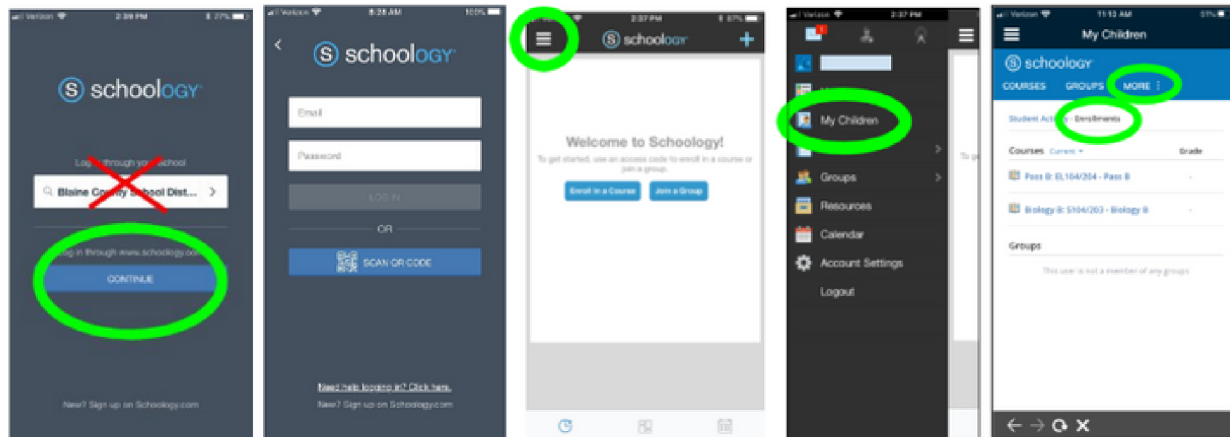 Verizon 2:39 PM 77%
schoology
Log in through your school
Blaine County School Dist...
Log in through www.schoology.com
CONTINUE
New? Sign up on Schoology.com
Verizon 8:28 AM 100%
schoology
Email
Password
LOG IN
OR
SCAN QR CODE
Need help logging in? Click here.
New? Sign up on Schoology.com
2:37 PM 87%
schoology
Welcome to Schoology!
To get started, use an access code to enroll in a course or
join a group.
Enroll in a Course Join a Group
Verizon 2:37 PM
My Children
Groups
Resources
Calendar
Account Settings
Logout
To ge
Verizon 11:13 AM
My Children
schoology
COURSES GROUPS MORE
Student Acti Enrollments
Courses Current Grade
Pass B: EL104/204 - Pass B -
Biology B: S104/203 - Biology B -
Groups
This user is not a member of any groups